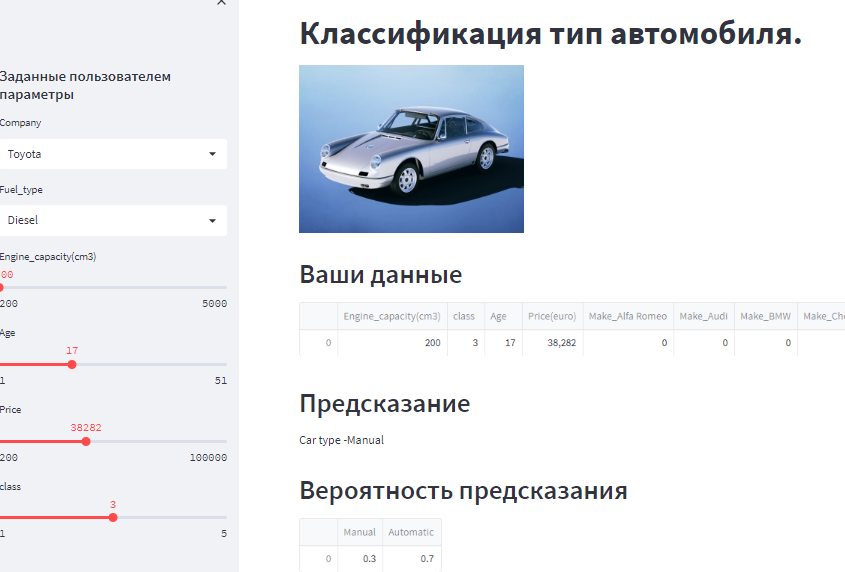 Заданные пользователем
параметры
Company
Toyota
Fuel_type
Diesel
Engine_capacity(cm3)
200 5000
Age
17
1 51
Price
38282
200 100000
class
3
1 5
Классификация тип автомобиля.
Ваши данные
Engine_capacity(cm3) class Age Price(euro) Make_Alfa Romeo Make_Audi Make_BMW
0 200 3 17 38,282 0 0 0
Предсказание
Car type -Manual
Вероятность предсказания
Manual Automatic
0 0.3 0.7